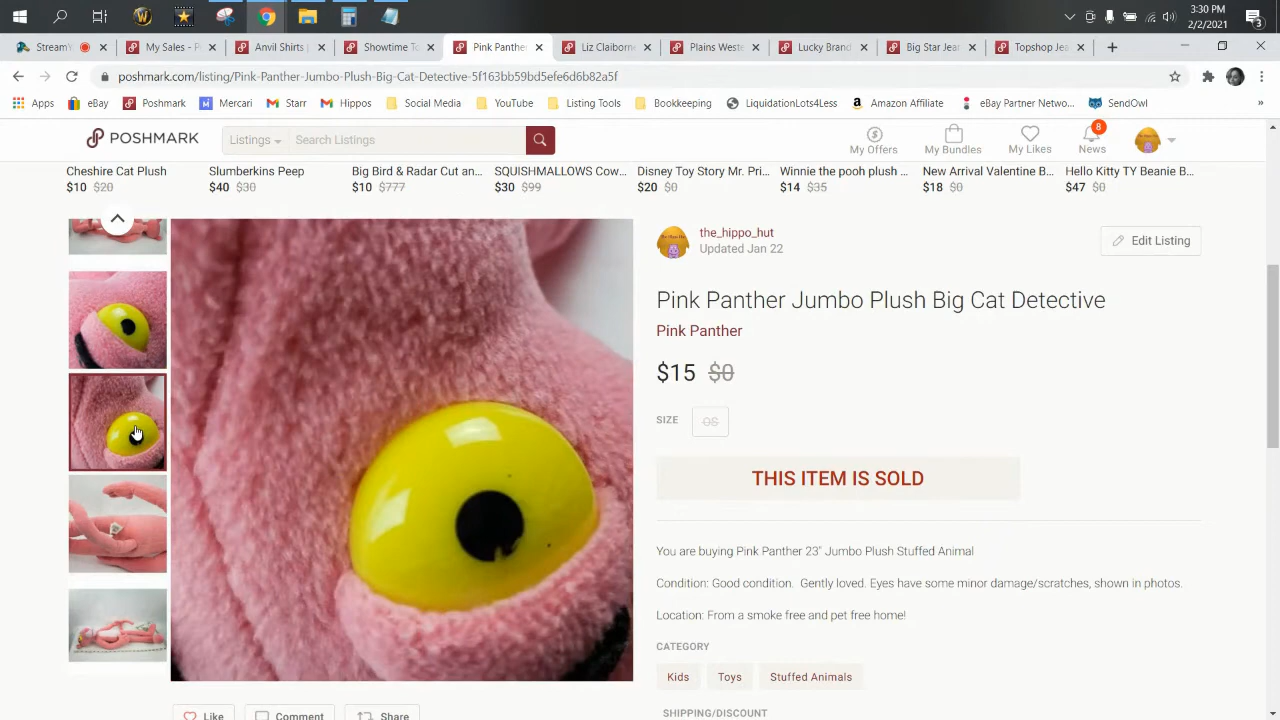 3:30 PM
2/2/2021
3
StreamY
My Sales - P
Anvil Shirts |
Showtime To
Pink Panthe
Liz Claiborne
Plains Weste
Lucky Brand
Big Star Jea
Topshop Jea
poshmark.com/listing/Pink-Panther-Jumbo-Plush-Big-Cat-Detective-5f163bb59bd5efe6d6b82a5f
Apps eBay Poshmark Mercari Starr Hippos Social Media YouTube Listing Tools Bookkeeping LiquidationLots4Less Amazon Affiliate eBay Partner Netwo... SendOwl »
POSHMARK
Listings
Search Listings
My Offers
My Bundles
My Likes
8
News
Cheshire Cat Plush
$10 $20
Slumberkins Peep
$40 $30
Big Bird & Radar Cut an...
$10 $777
SQUISHMALLOWS Cow...
$30 $99
Disney Toy Story Mr. Pri...
$20 $0
Winnie the pooh plush ...
$14 $35
New Arrival Valentine B...
$18 $0
Hello Kitty TY Beanie B...
$47 $0
the_hippo_hut
Updated Jan 22
Edit Listing
Pink Panther Jumbo Plush Big Cat Detective
Pink Panther
$15 $0
SIZE
OS
THIS ITEM IS SOLD
You are buying Pink Panther 23" Jumbo Plush Stuffed Animal
Condition: Good condition. Gently loved. Eyes have some minor damage/scratches, shown in photos.
Location: From a smoke free and pet free home!
CATEGORY
Kids
Toys
Stuffed Animals
SHIPPING/DISCOUNT
Like
Comment
Share